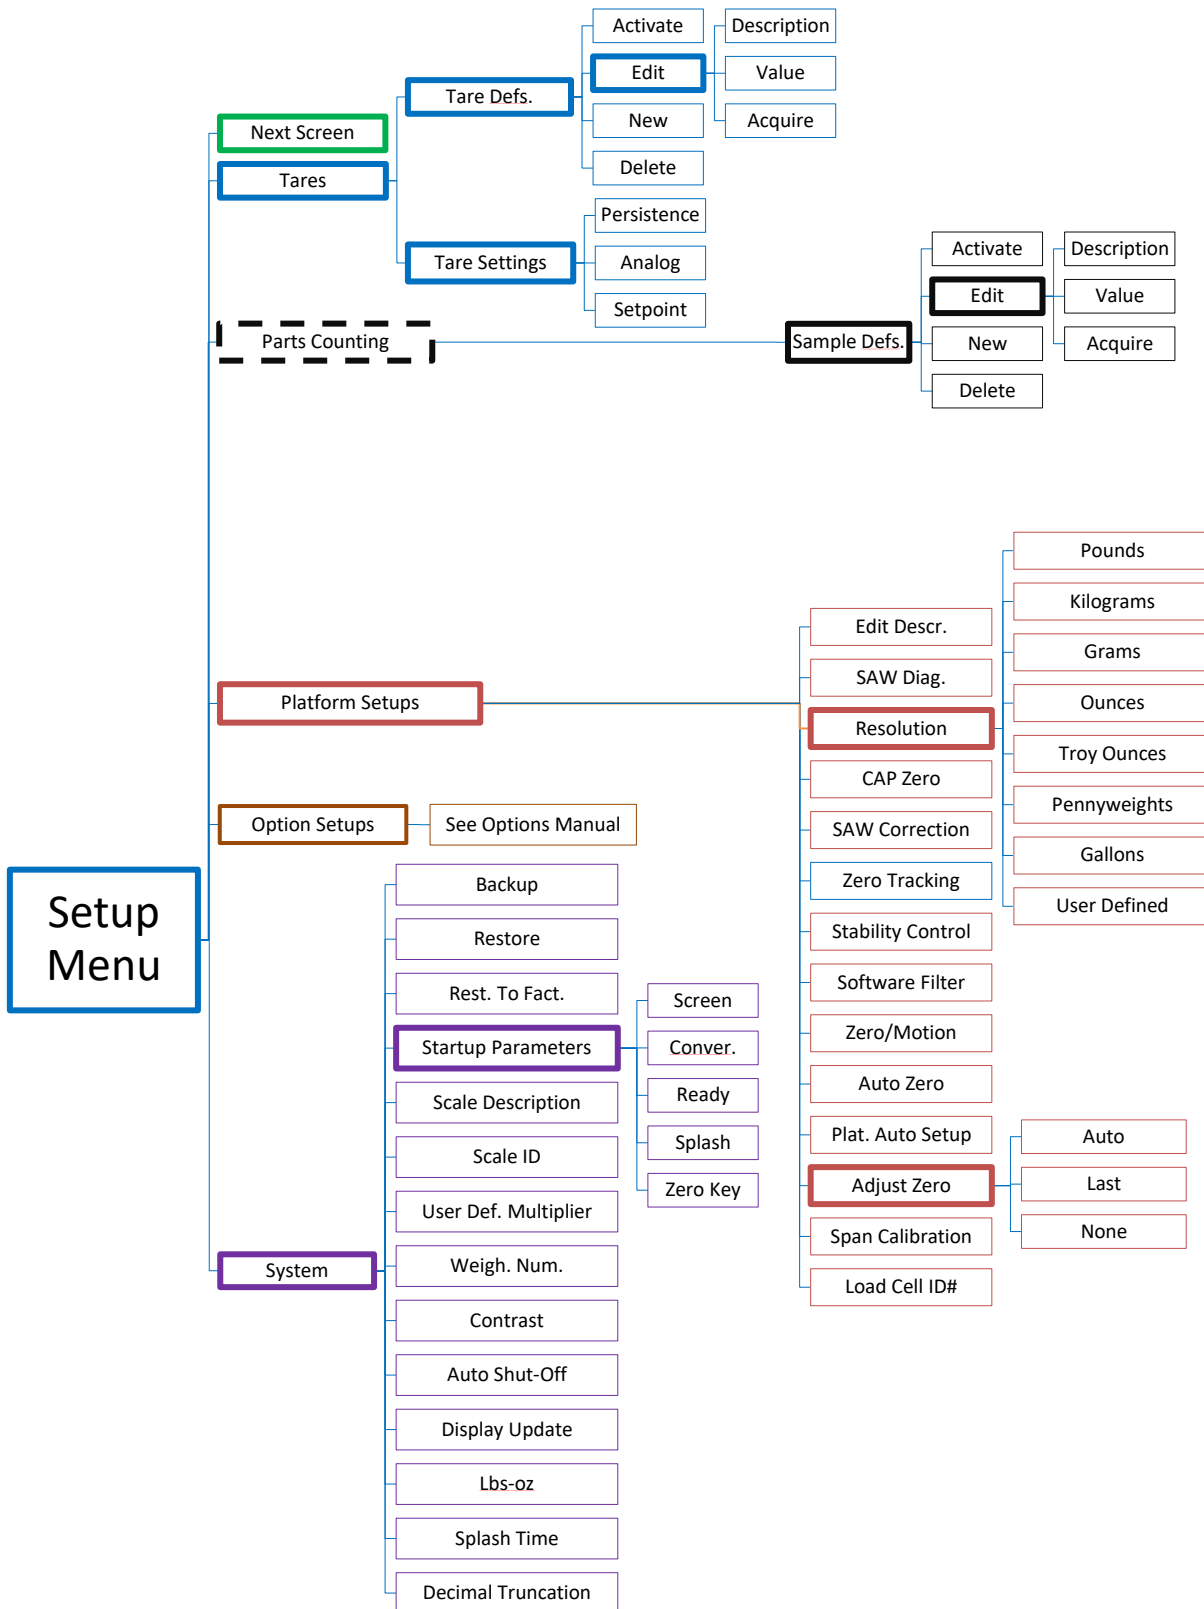 Activate
Description
Edit
Value
Tare Defs.
New
Acquire
Next Screen
Delete
Tares
Persistence
Tare Settings
Analog
Setpoint
Activate
Description
Edit
Value
Parts Counting
Sample Defs.
New
Acquire
Delete
Pounds
Kilograms
Edit Descr.
Grams
SAW Diag.
Platform Setups
Ounces
Resolution
Troy Ounces
CAP Zero
Pennyweights
Option Setups
See Options Manual
SAW Correction
Gallons
Setup
Menu
Backup
Zero Tracking
User Defined
Restore
Stability Control
Rest. To Fact.
Screen
Software Filter
Startup Parameters
Conver.
Zero/Motion
Scale Description
Ready
Auto Zero
Scale ID
Splash
Plat. Auto Setup
Auto
User Def. Multiplier
Zero Key
Adjust Zero
Last
Weigh. Num.
Span Calibration
None
System
Load Cell ID#
Contrast
Auto Shut-Off
Display Update
Lbs-oz
Splash Time
Decimal Truncation